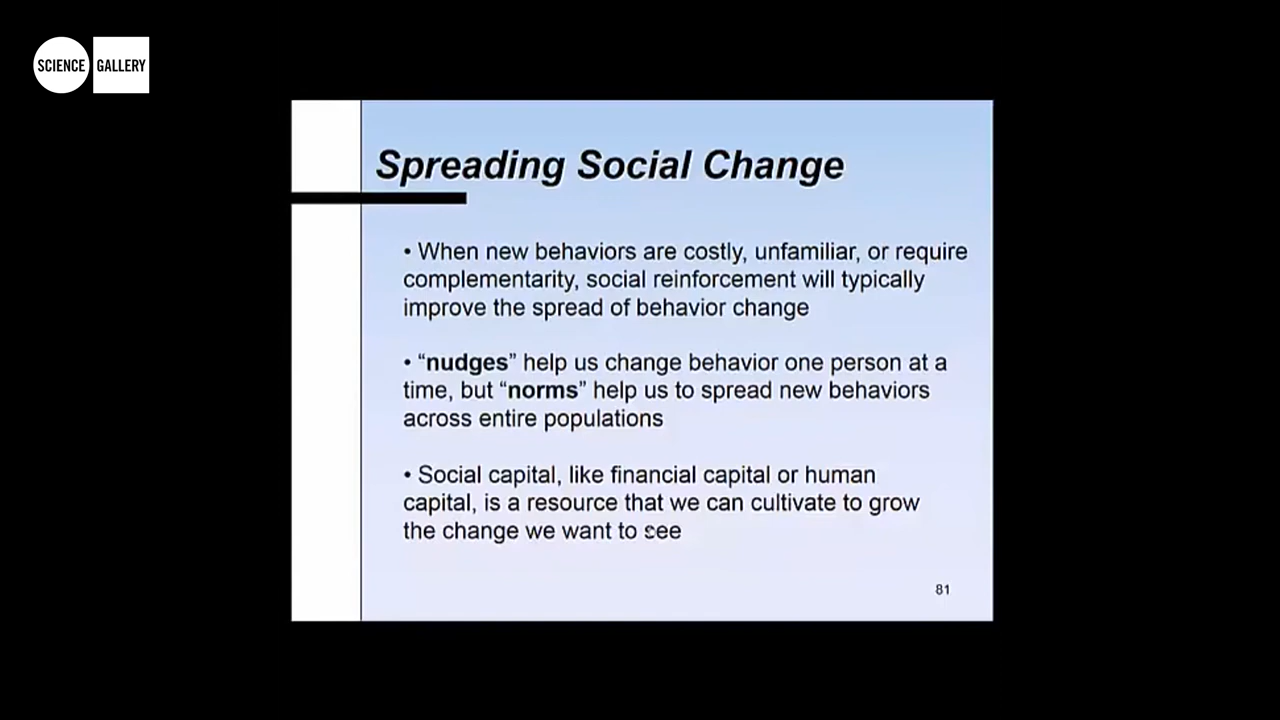 SCIENCE GALLERY
Spreading Social Change
• When new behaviors are costly, unfamiliar, or require
complementarity, social reinforcement will typically
improve the spread of behavior change
• “nudges” help us change behavior one person at a
time, but “norms” help us to spread new behaviors
across entire populations
• Social capital, like financial capital or human
capital, is a resource that we can cultivate to grow
the change we want to see
81